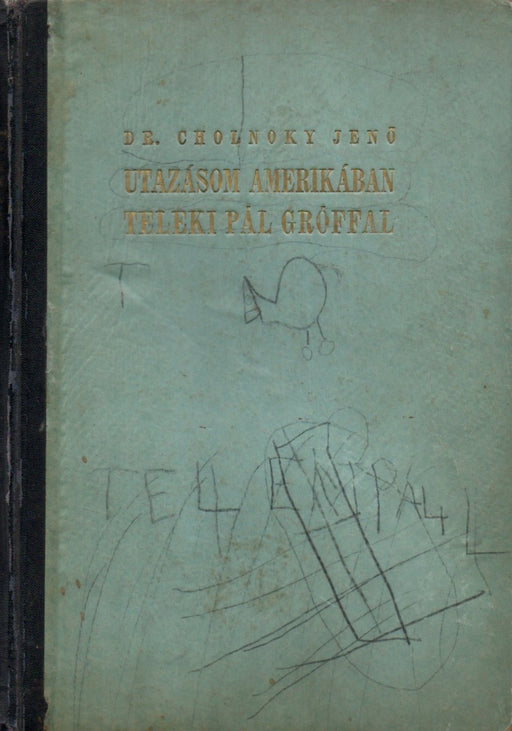 DR. CHOLNOKY JENŐ
UTAZÁSOM AMERIKÁBAN
TELEKI PÁL GRÓFFAL
T